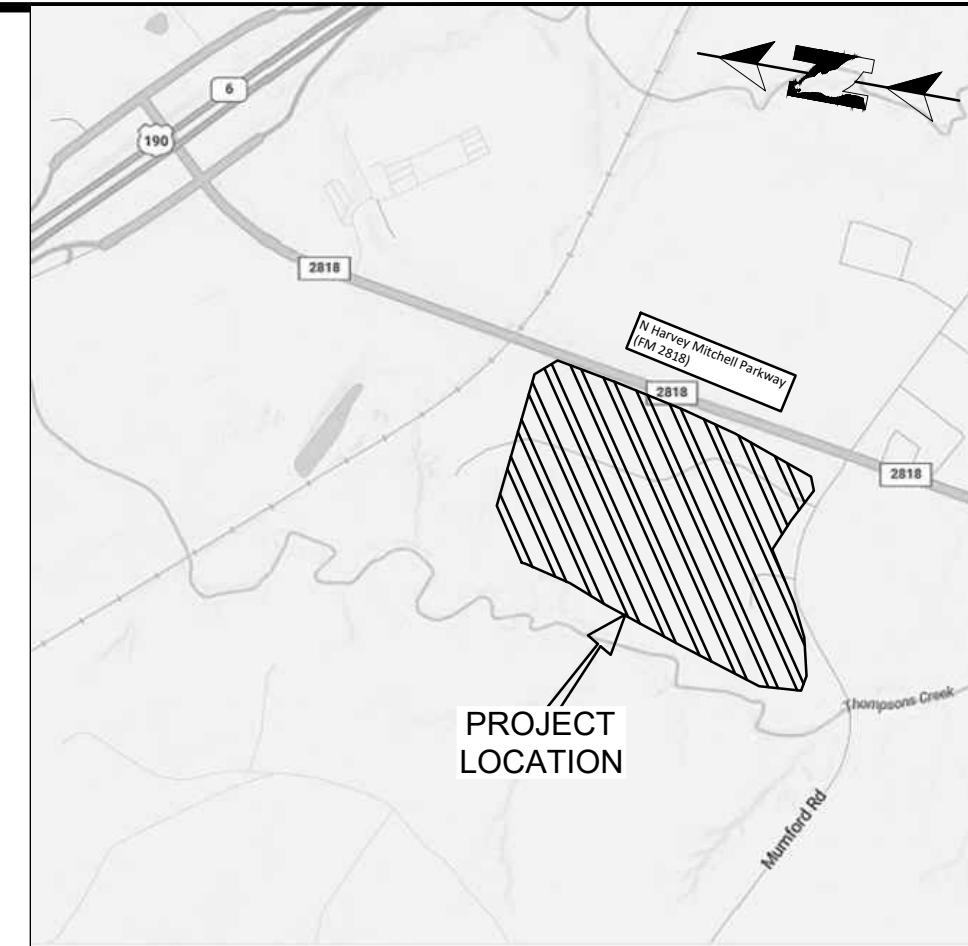 6
190
2818
N Harvey Mitchell Parkway
(FM 2818)
2818
2818
Thompsons Creek
PROJECT
LOCATION
Mumford Rd